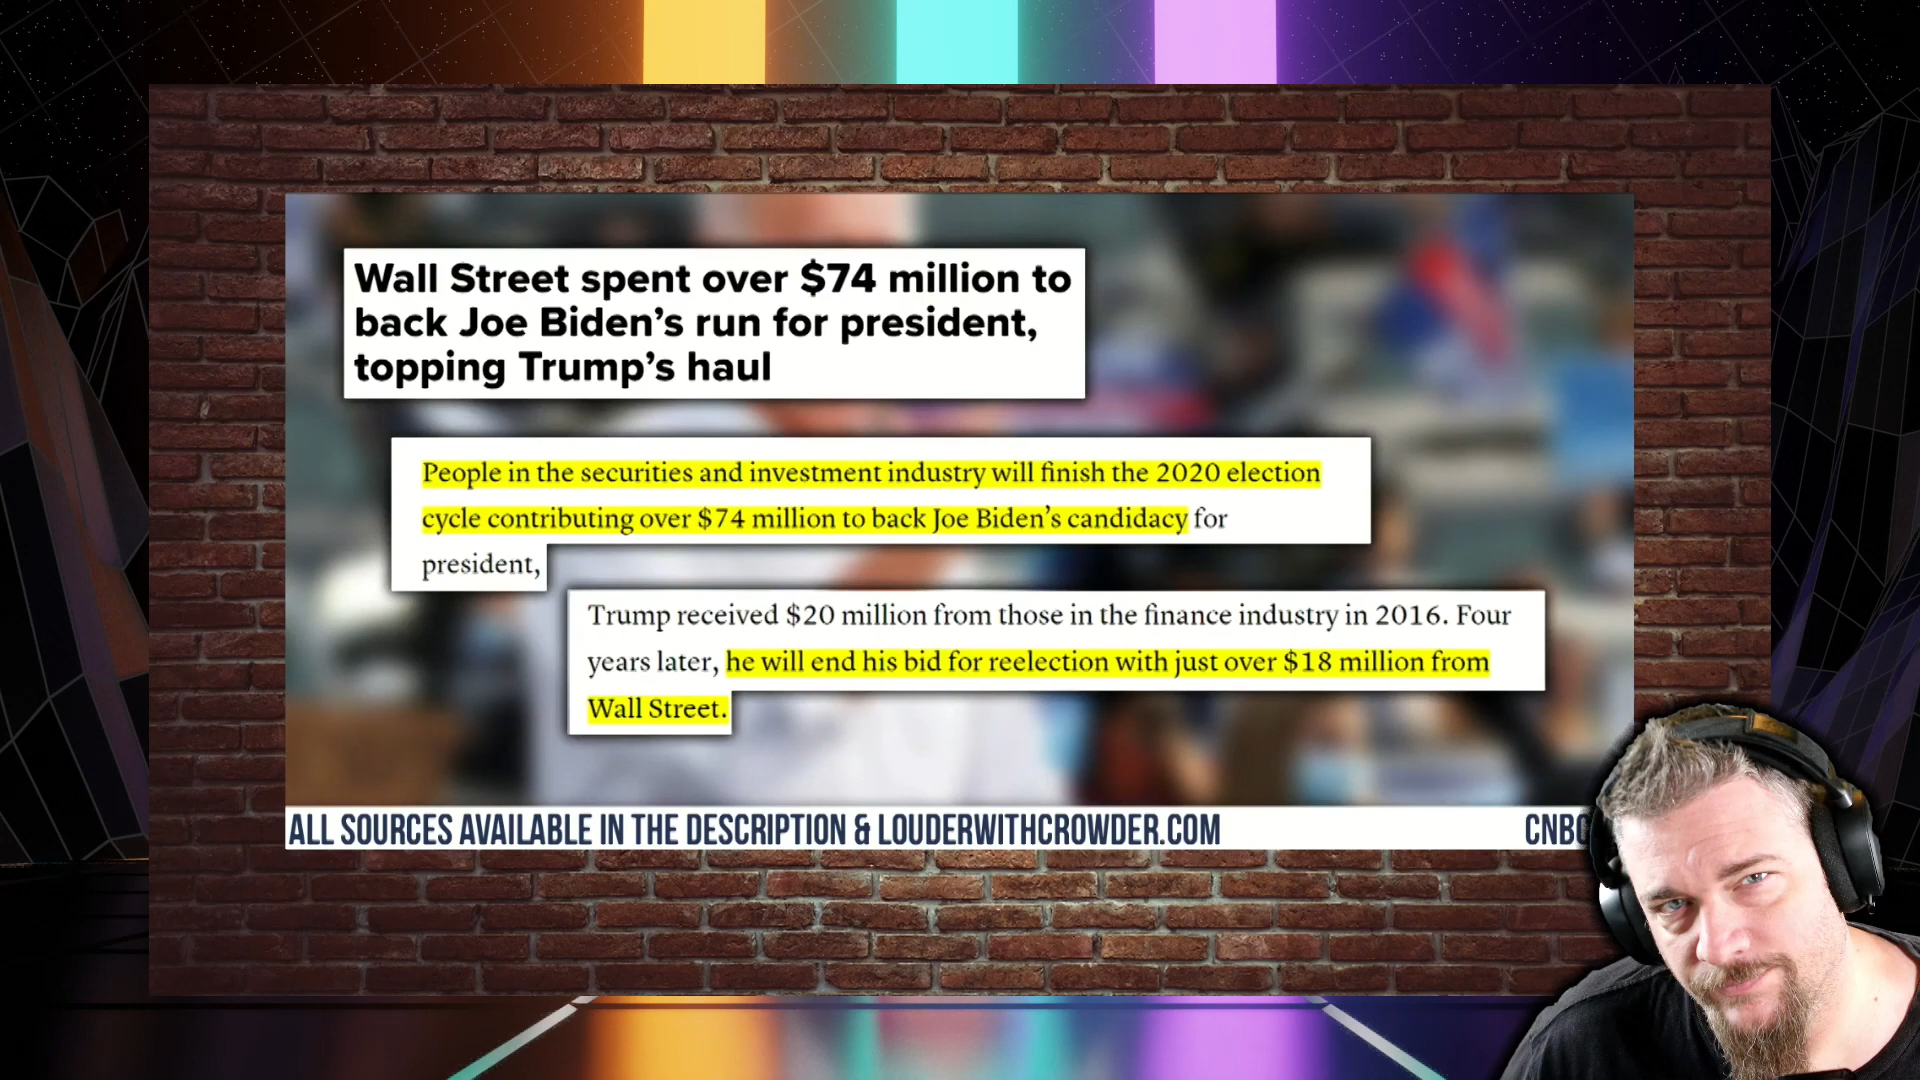 Wall Street spent over $74 million to
back Joe Biden's run for president,
topping Trump's haul
People in the securities and investment industry will finish the 2020 election
cycle contributing over $74 million to back Joe Biden's candidacy for
president,
Trump received $20 million from those in the finance industry in 2016. Four
years later, he will end his bid for reelection with just over $18 million from
Wall Street.
ALL SOURCES AVAILABLE IN THE DESCRIPTION & LOUDERWITHCROWDER.COM
CNBC